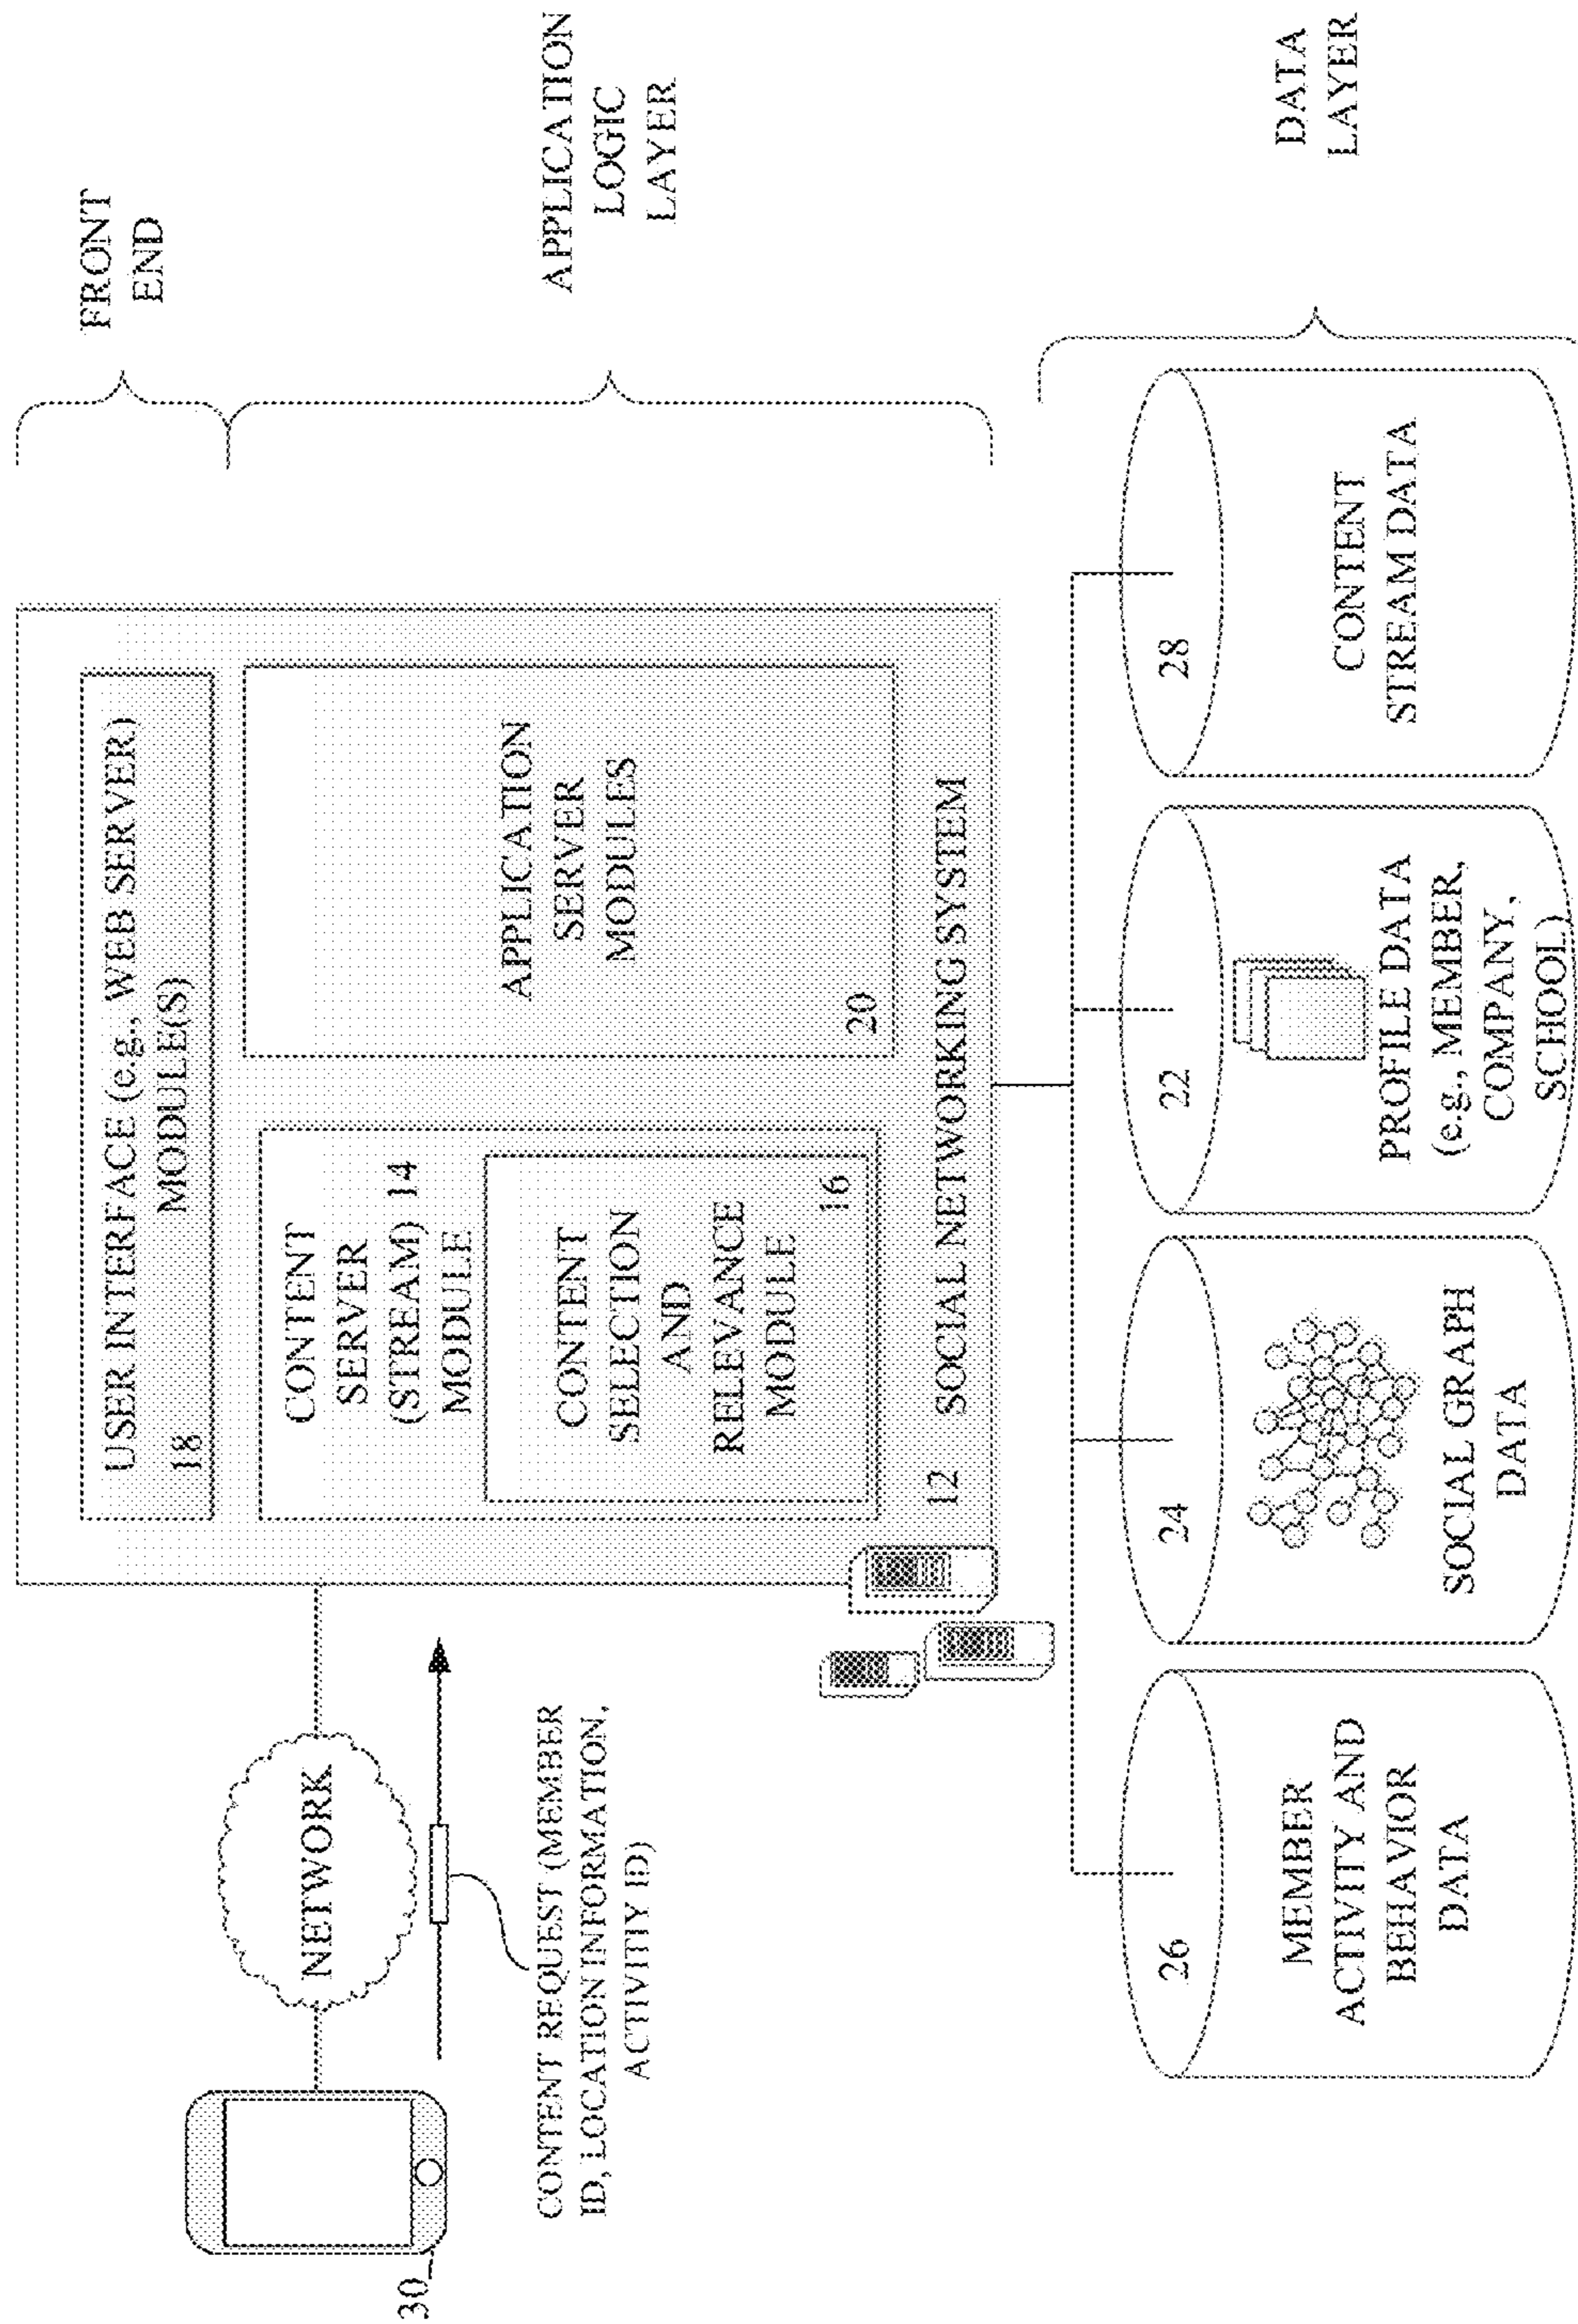 FRONT
END
APPLICATION
LOGIC
LAYER
DATA
LAYER
USER INTERFACE (e.g., WEB SERVER)
MODULE(S)
18
CONTENT
SERVER
(STREAM) 14
MODULE
CONTENT
SELECTION
AND
RELEVANCE
MODULE
16
APPLICATION
SERVER
MODULES
20
12
SOCIAL NETWORKING SYSTEM
NETWORK
30
CONTENT REQUEST (MEMBER
ID, LOCATION INFORMATION,
ACTIVITIY ID)
26
MEMBER
ACTIVITY AND
BEHAVIOR
DATA
24
SOCIAL GRAPH
DATA
22
PROFILE DATA
(e.g., MEMBER,
COMPANY,
SCHOOL)
28
CONTENT
STREAM DATA